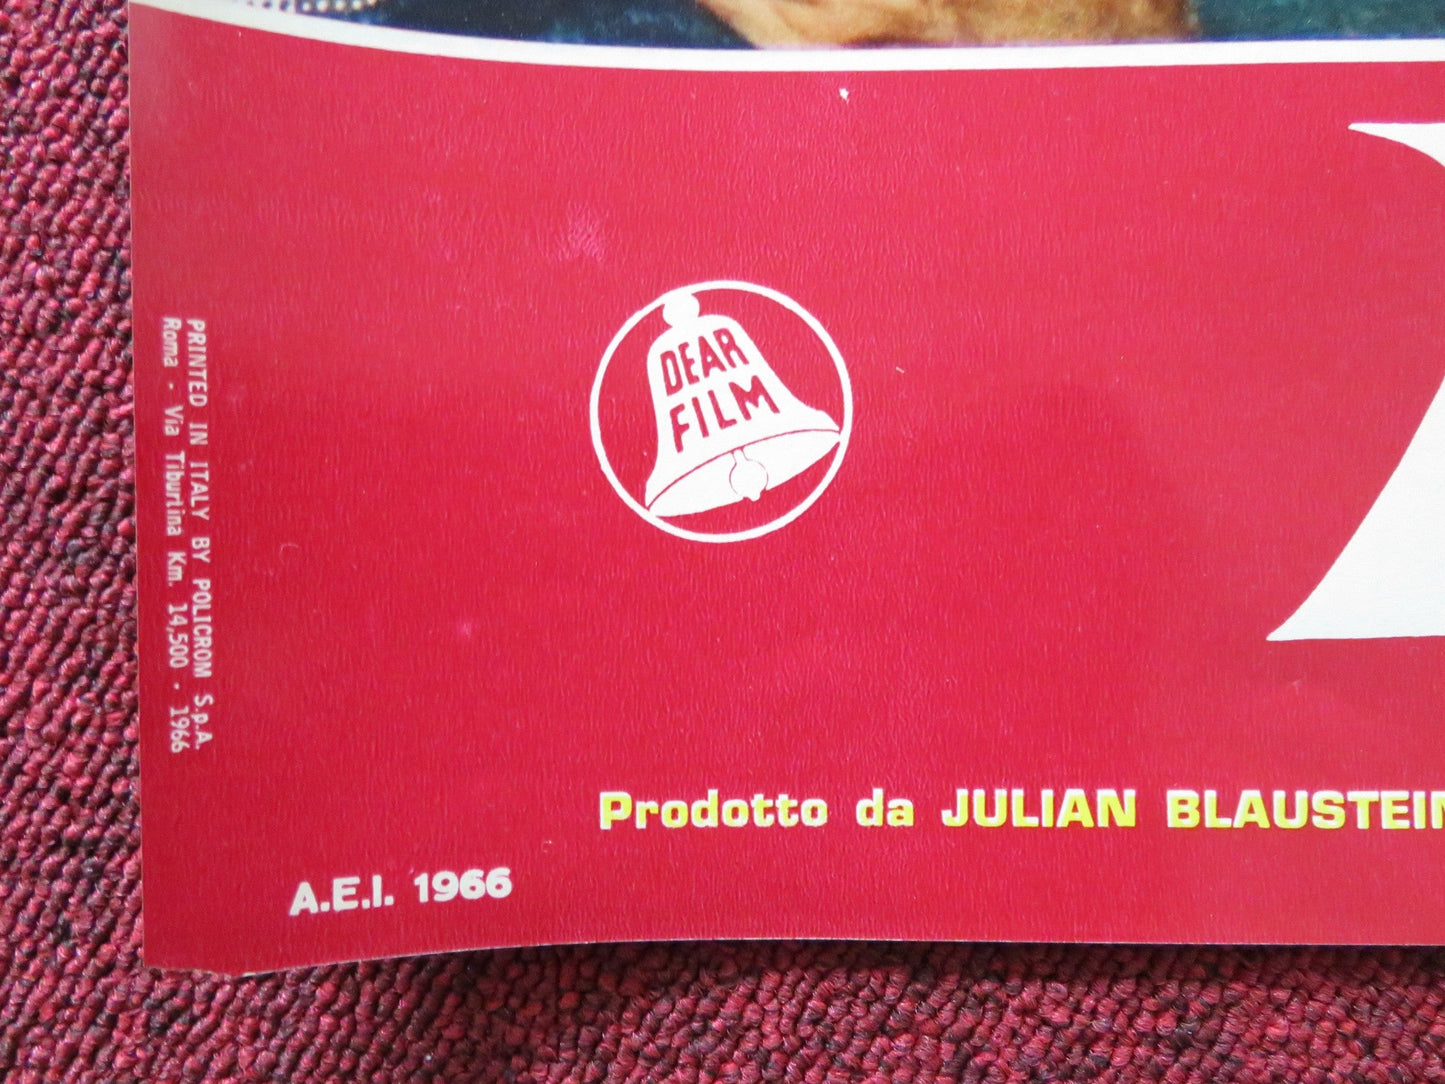 DEAR
FILM
PRINTED IN ITALY BY POLICROM S.p.A.
Roma - Via Tiburtina Km. 14,500 - 1966
Prodotto da JULIAN BLAUSTEIN
A.E.I. 1966